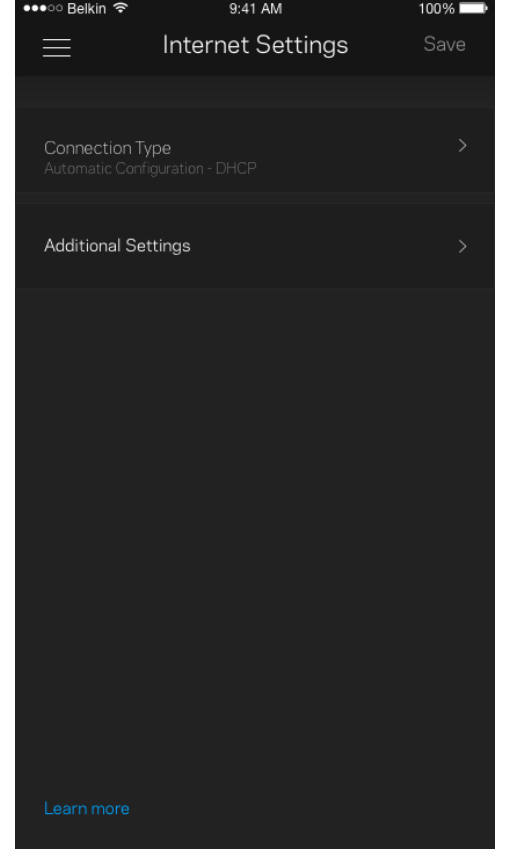 Belkin 9:41 AM 100%
Internet Settings Save
Connection Type
Automatic Configuration - DHCP
Additional Settings
Learn more